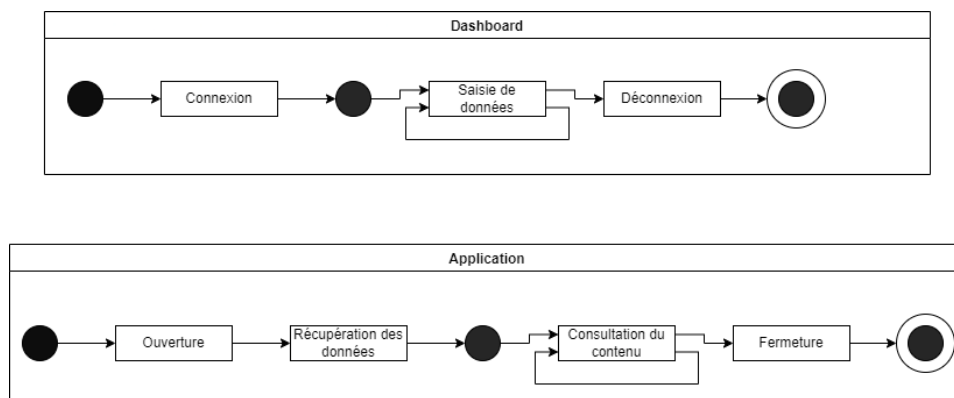 Dashboard
Connexion
Saisie de
données
Déconnexion
Application
Ouverture
Récupération des
données
Consultation du
contenu
Fermeture